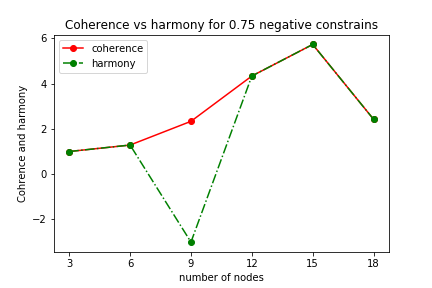 Coherence vs harmony for 0.75 negative constrains
coherence
harmony
6
4
2
0
−2
Cohrence and harmony
3 6 9 12 15 18
number of nodes